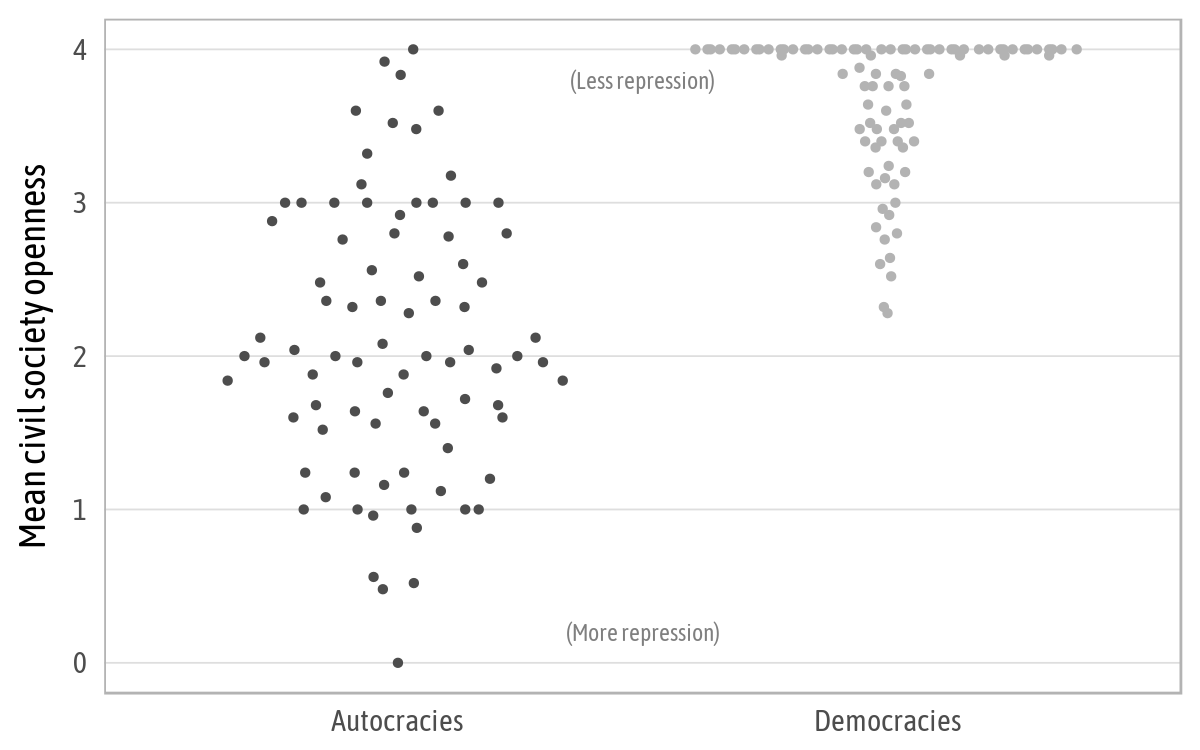 Mean civil society openness
4
3
2
1
0
(Less repression)
(More repression)
Autocracies
Democracies